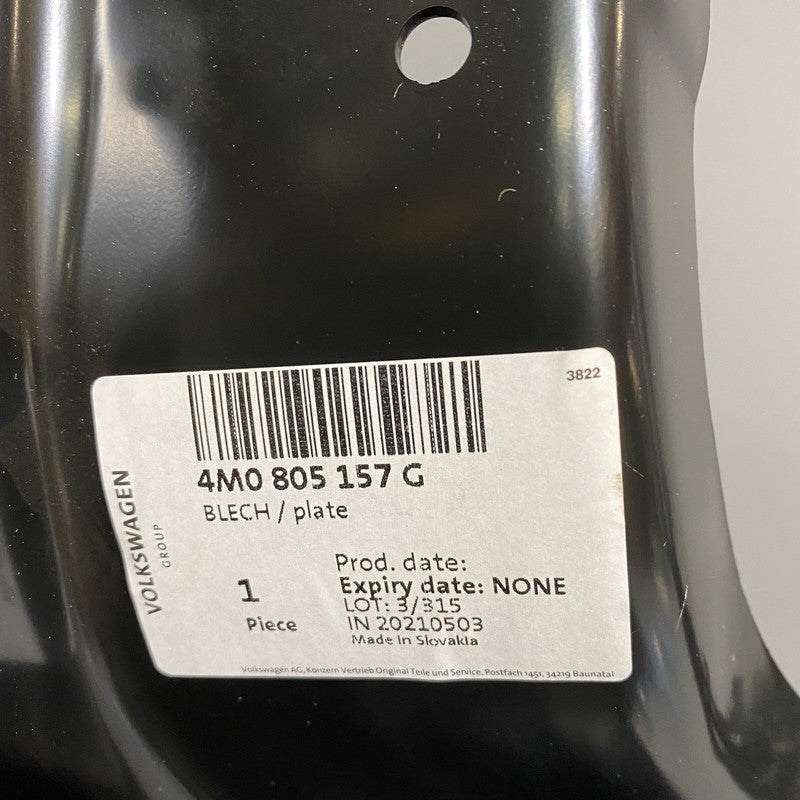 3822
4M0 805 157 G
BLECH / plate
VOLKSWAGEN
GROUP
Prod. date:
1
Expiry date: NONE
LOT: 3/315
Piece
IN 20210503
Made In Slovakia
Volkswagen AG, Konzern Vertrieb Original Teile und Service, Postfach 1451, 34219 Baunatal